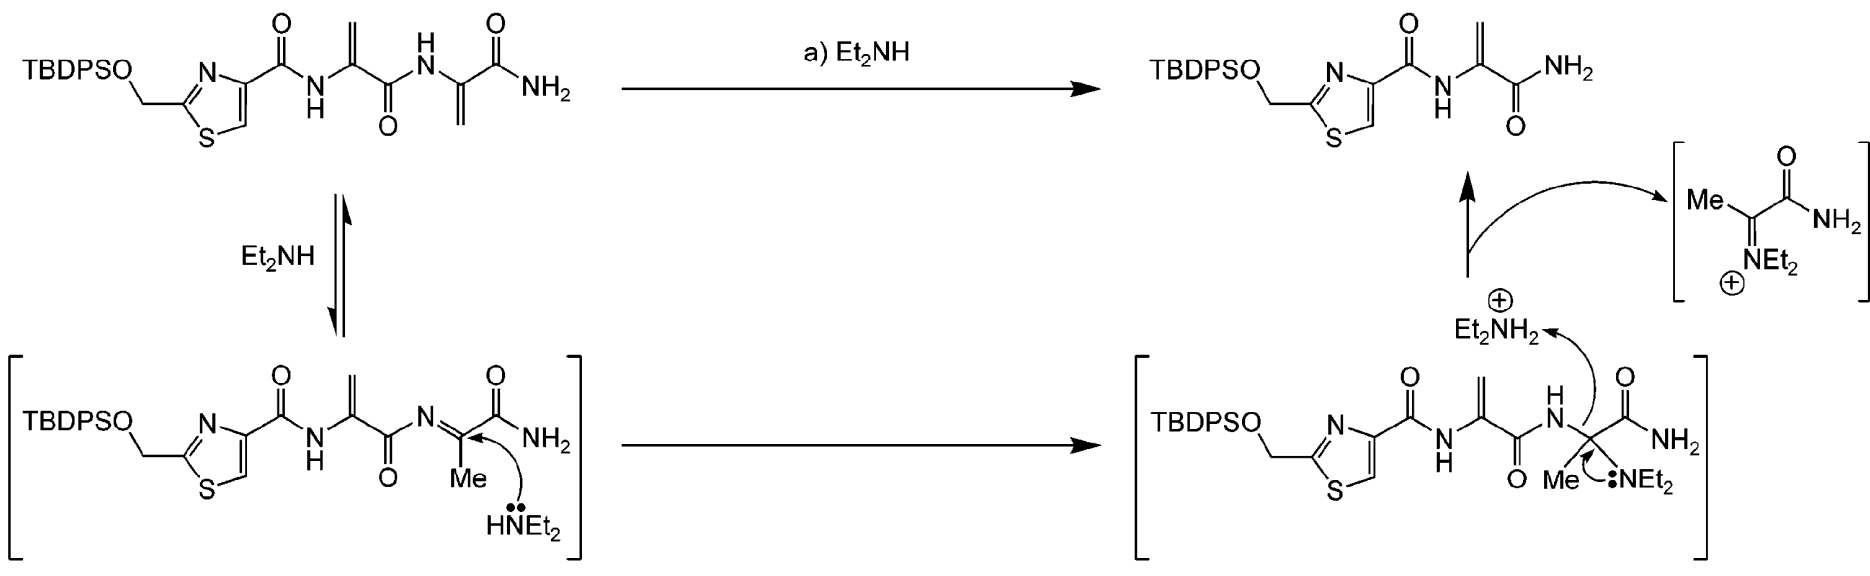 O O
TBDPSO N N H N H NH2 S O
a) Et2NH
O
TBDPSO N N H NH2 S O
Et2NH
O
Me NH2
NEt2
⊕
⊕
Et2NH2
O O
TBDPSO N N H N NH2 S O Me
HNEt2
O H O
TBDPSO N N H N NH2 S O Me NEt2